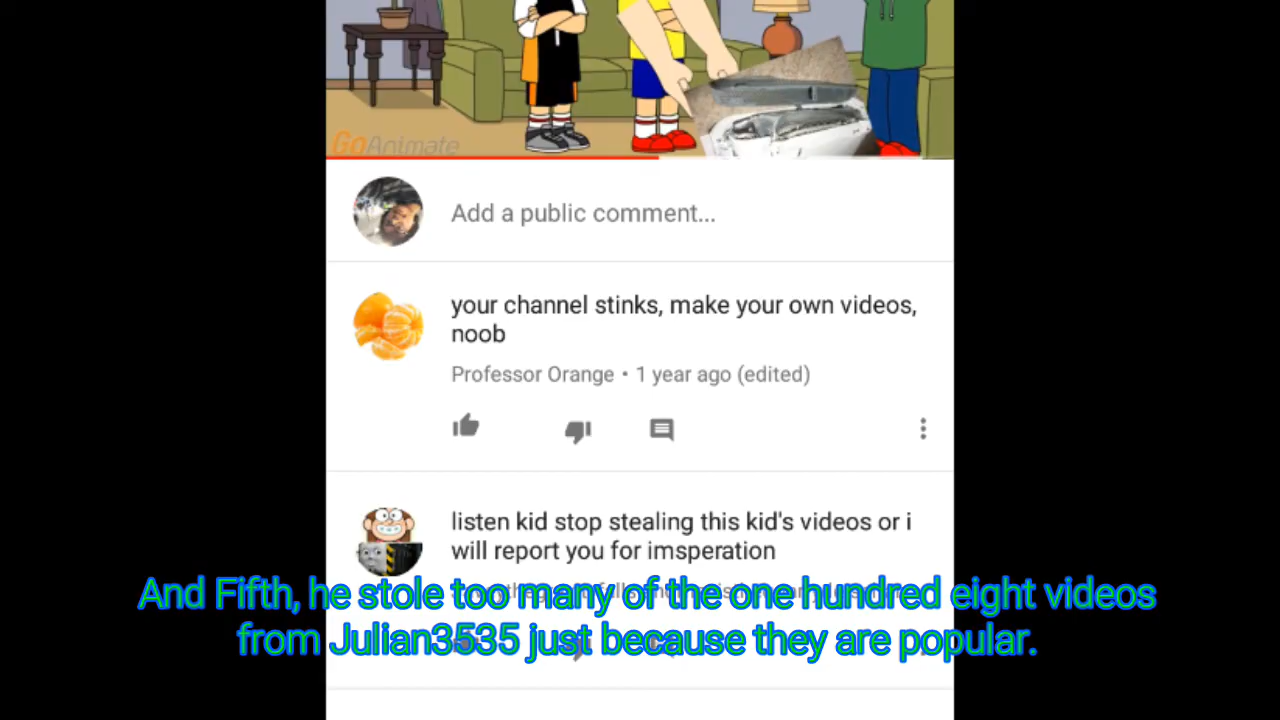 GoAnimate
Add a public comment...
your channel stinks, make your own videos,
noob
Professor Orange • 1 year ago (edited)
listen kid stop stealing this kid's videos or i
will report you for imsperation
And Fifth, he stole too many of the one hundred eight videos
from Julian3535 just because they are popular.